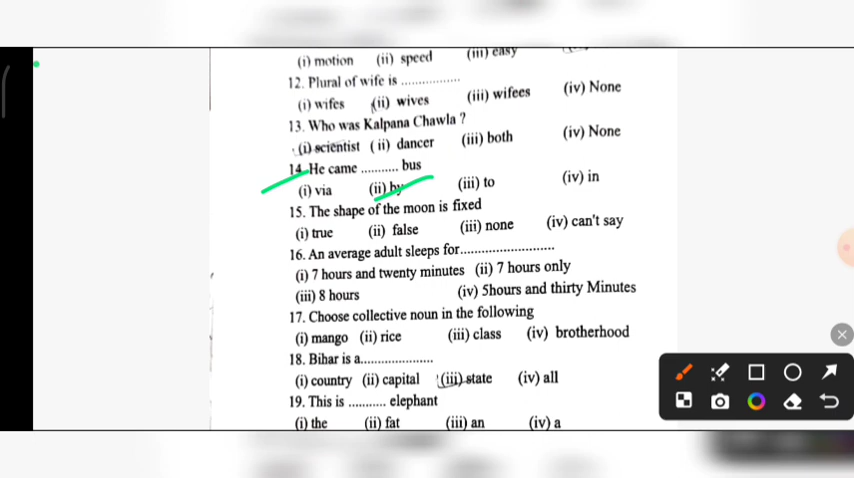 (i) motion (ii) speed (iii) easy
12. Plural of wife is ................
(i) wifes (ii) wives (iii) wifees (iv) None
13. Who was Kalpana Chawla ?
(i) scientist ( ii) dancer (iii) both (iv) None
14. He came ........... bus
(i) via (ii) by (iii) to (iv) in
15. The shape of the moon is fixed
(i) true (ii) false (iii) none (iv) can't say
16. An average adult sleeps for.........................
(i) 7 hours and twenty minutes (ii) 7 hours only
(iii) 8 hours (iv) 5hours and thirty Minutes
17. Choose collective noun in the following
(i) mango (ii) rice (iii) class (iv) brotherhood
18. Bihar is a....................
(i) country (ii) capital (iii) state (iv) all
19. This is ........... elephant
(i) the (ii) fat (iii) an (iv) a